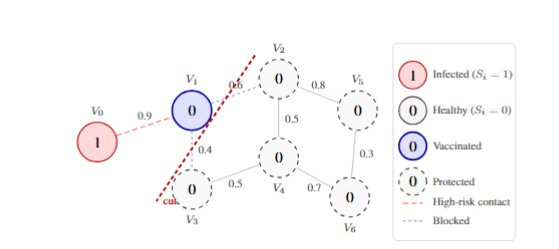 V₂
V₁
0.6
0
0.8
V₅
1
Infected (Sᵢ = 1)
V₀
0.9
0
0
0
Healthy (Sᵢ = 0)
0.5
1
0.4
0
0.3
0
Vaccinated
0
0.5
V₄
0.7
0
0
Protected
cut
V₃
V₆
High-risk contact
Blocked